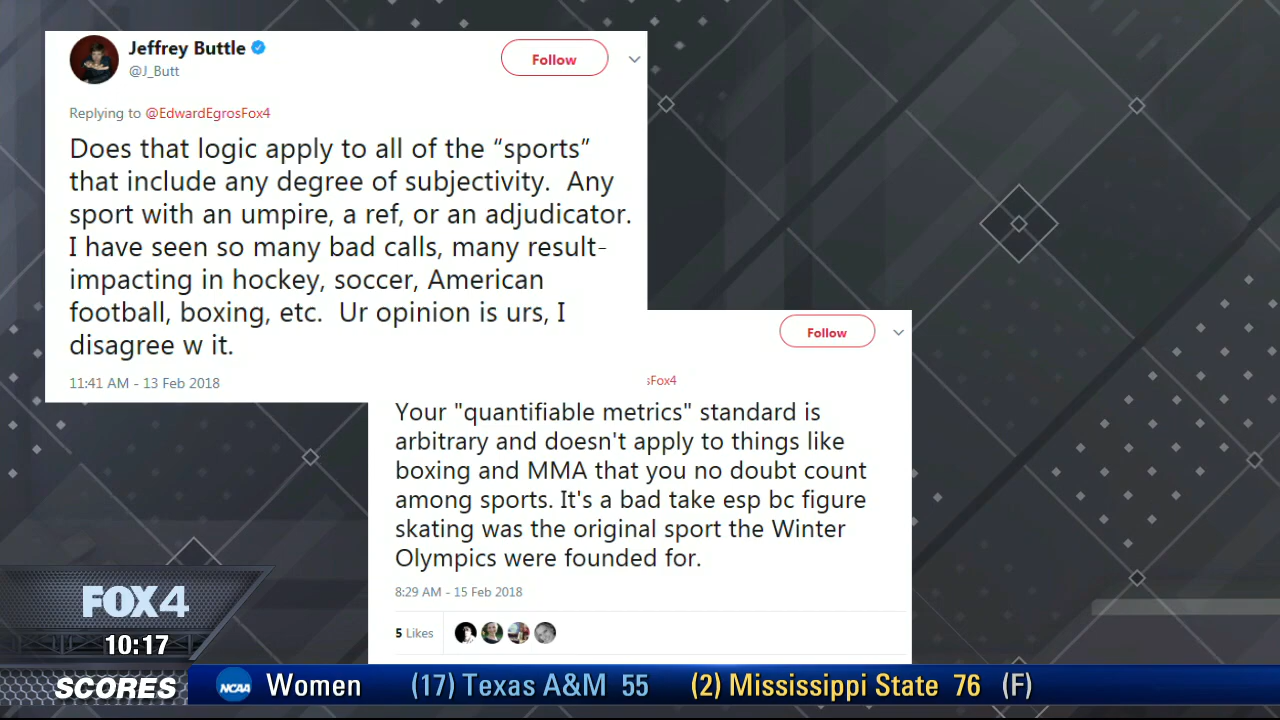 Jeffrey Buttle
@J_Butt
Follow
Replying to @EdwardEgrosFox4
Does that logic apply to all of the “sports”
that include any degree of subjectivity.  Any
sport with an umpire, a ref, or an adjudicator.
I have seen so many bad calls, many result-
impacting in hockey, soccer, American
football, boxing, etc.  Ur opinion is urs, I
disagree w it.
11:41 AM - 13 Feb 2018
Follow
sFox4
Your "quantifiable metrics" standard is
arbitrary and doesn't apply to things like
boxing and MMA that you no doubt count
among sports. It's a bad take esp bc figure
skating was the original sport the Winter
Olympics were founded for.
8:29 AM - 15 Feb 2018
5 Likes
FOX 4
10:17
SCORES
NCAA Women (17) Texas A&M 55 (2) Mississippi State 76 (F)